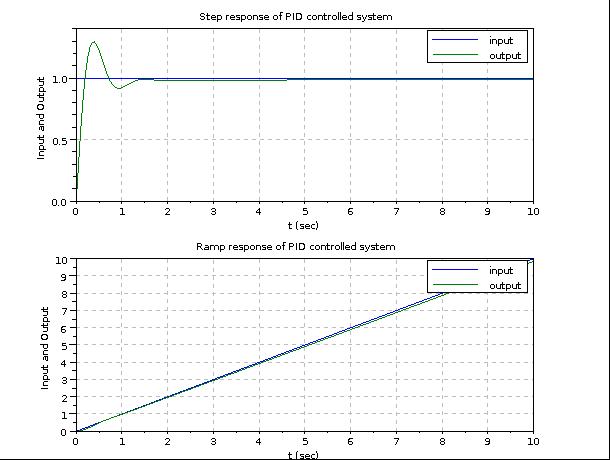 Step response of PID controlled system
input
output
1.0
0.5
0.0
Input and Output
0 1 2 3 4 5 6 7 8 9 10
t (sec)
Ramp response of PID controlled system
input
output
10
9
8
7
6
5
4
3
2
1
0
Input and Output
0 1 2 3 4 5 6 7 8 9 10
t (sec)